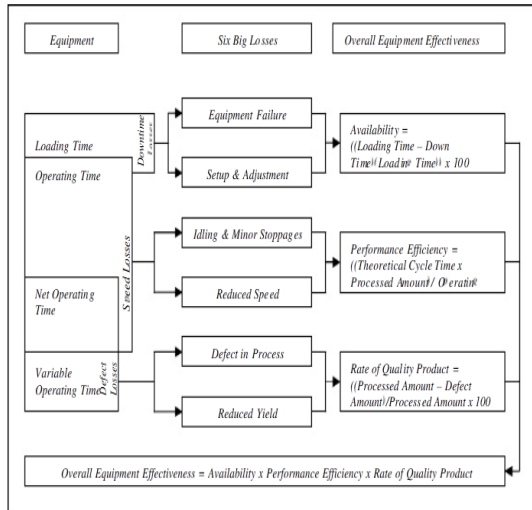 Equipment
Six Big Losses
Overall Equipment Effectiveness
Loading Time
Operating Time
Net Operating
Time
Variable
Operating Time
Downtime
Losses
Speed Losses
Defect
Losses
Equipment Failure
Setup & Adjustment
Idling & Minor Stoppages
Reduced Speed
Defect in Process
Reduced Yield
Availability =
((Loading Time – Down
Time)/Loading Time)) x 100
Performance Efficiency =
((Theoretical Cycle Time x
Processed Amount)/ Operating
Rate of Quality Product =
((Processed Amount – Defect
Amount)/Processed Amount x 100
Overall Equipment Effectiveness = Availability x Performance Efficiency x Rate of Quality Product